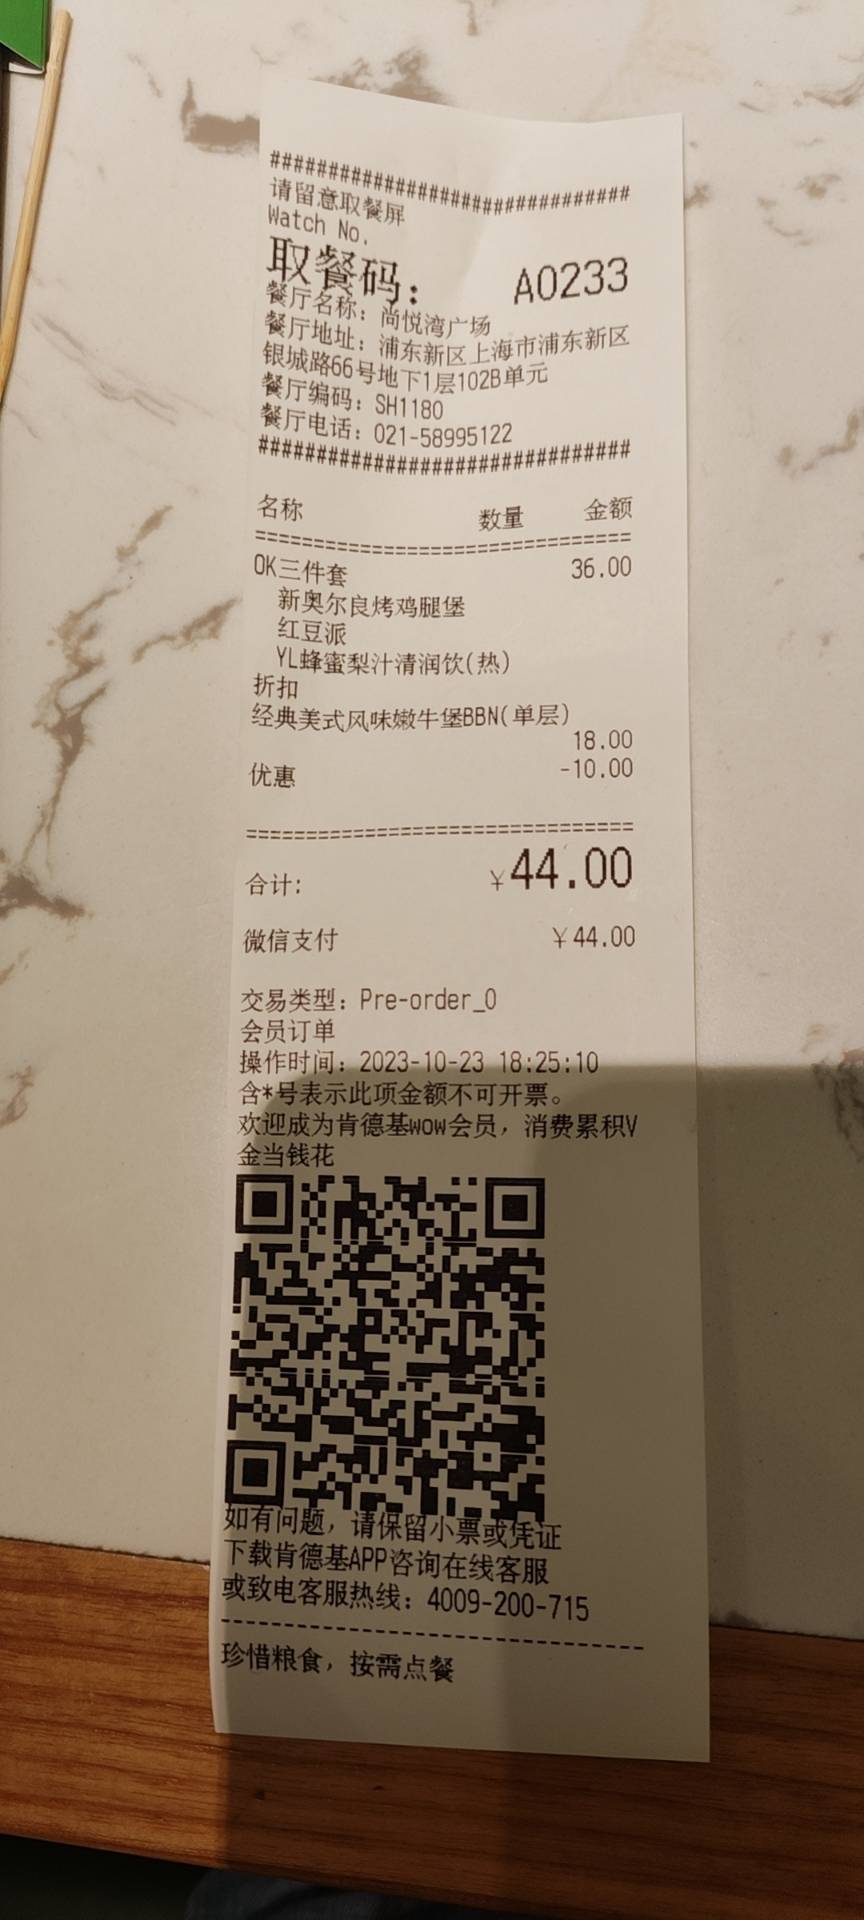 ###############################
请留意取餐屏
Watch No.
取餐码： A0233
餐厅名称：尚悦湾广场
餐厅地址：浦东新区上海市浦东新区
银城路66号地下1层102B单元
餐厅编码：SH1180
餐厅电话：021-58995122
################################
名称 数量 金额
================================
OK三件套 36.00
新奥尔良烤鸡腿堡
红豆派
YL蜂蜜梨汁清润饮(热)
折扣
经典美式风味嫩牛堡BBN(单层)
18.00
优惠 -10.00
================================
合计: ￥44.00
微信支付 ￥44.00
交易类型：Pre-order_0
会员订单
操作时间：2023-10-23 18:25:10
含*号表示此项金额不可开票。
欢迎成为肯德基wow会员，消费累积V
金当钱花
如有问题，请保留小票或凭证
下载肯德基APP咨询在线客服
或致电客服热线：4009-200-715
--------------------------------
珍惜粮食，按需点餐